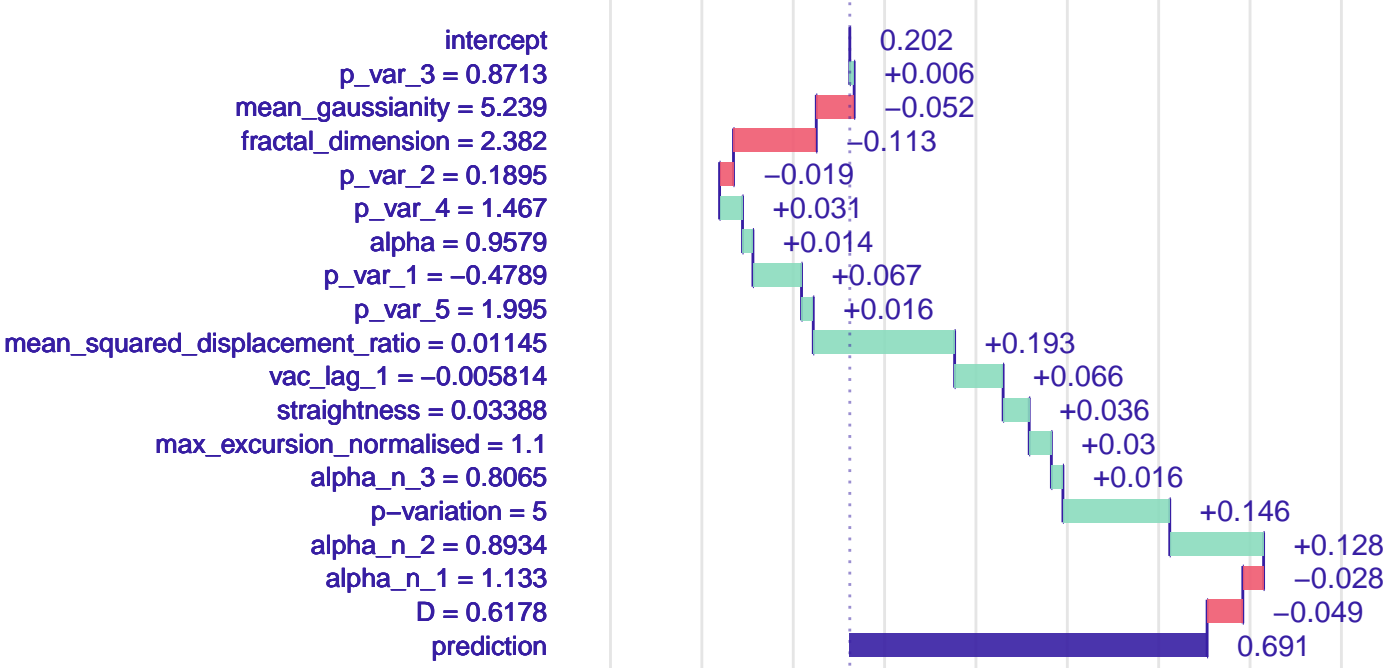 intercept 0.202
p_var_3 = 0.8713 +0.006
mean_gaussianity = 5.239 −0.052
fractal_dimension = 2.382 −0.113
p_var_2 = 0.1895 −0.019
p_var_4 = 1.467 +0.031
alpha = 0.9579 +0.014
p_var_1 = −0.4789 +0.067
p_var_5 = 1.995 +0.016
mean_squared_displacement_ratio = 0.01145 +0.193
vac_lag_1 = −0.005814 +0.066
straightness = 0.03388 +0.036
max_excursion_normalised = 1.1 +0.03
alpha_n_3 = 0.8065 +0.016
p−variation = 5 +0.146
alpha_n_2 = 0.8934 +0.128
alpha_n_1 = 1.133 −0.028
D = 0.6178 −0.049
prediction 0.691